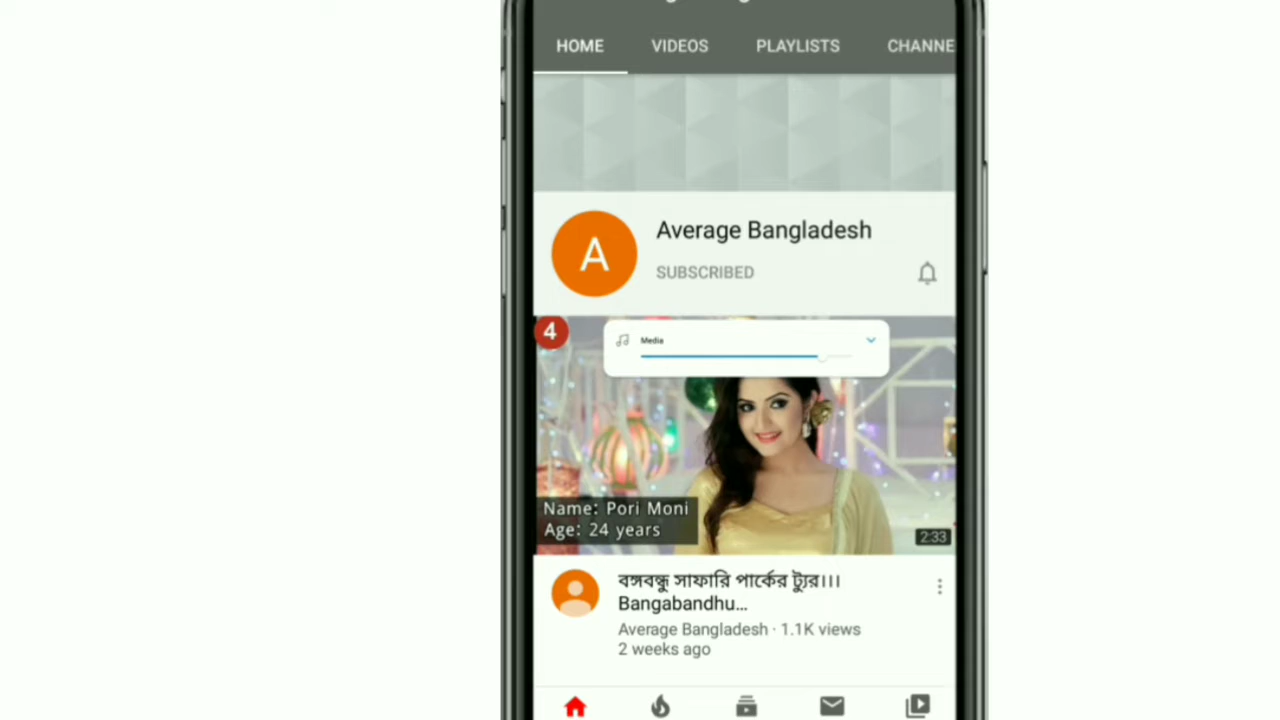 HOME VIDEOS PLAYLISTS CHANNE
A
Average Bangladesh
SUBSCRIBED
4
Media
Name: Pori Moni
Age: 24 years
2:33
বঙ্গবন্ধু সাফারি পার্কের ট্যুর।।।
Bangabandhu...
Average Bangladesh · 1.1K views
2 weeks ago